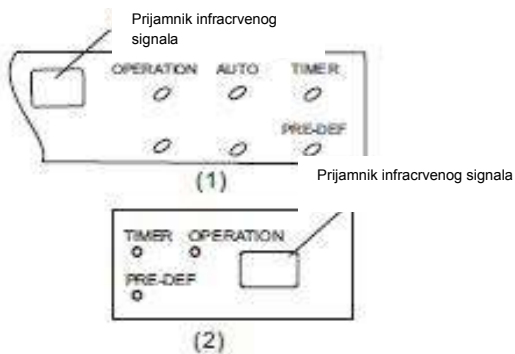 Prijamnik infracrvenog
signala
OPERATION AUTO TIMER
PRE-DEF
(1)
Prijamnik infracrvenog signala
TIMER OPERATION
PRE-DEF
(2)